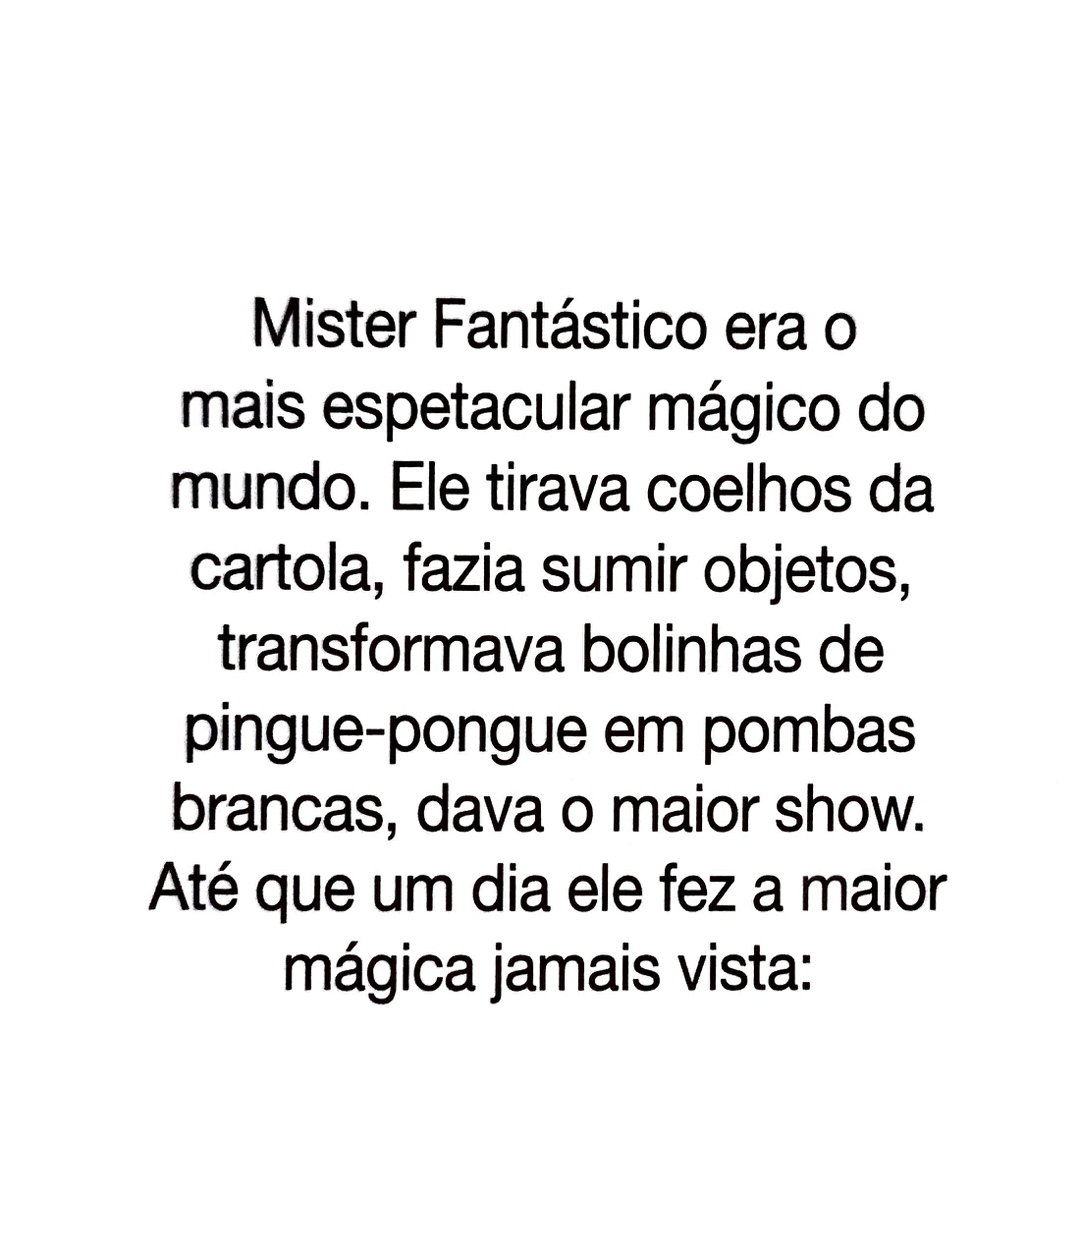 Mister Fantástico era o
mais espetacular mágico do
mundo. Ele tirava coelhos da
cartola, fazia sumir objetos,
transformava bolinhas de
pingue-pongue em pombas
brancas, dava o maior show.
Até que um dia ele fez a maior
mágica jamais vista: